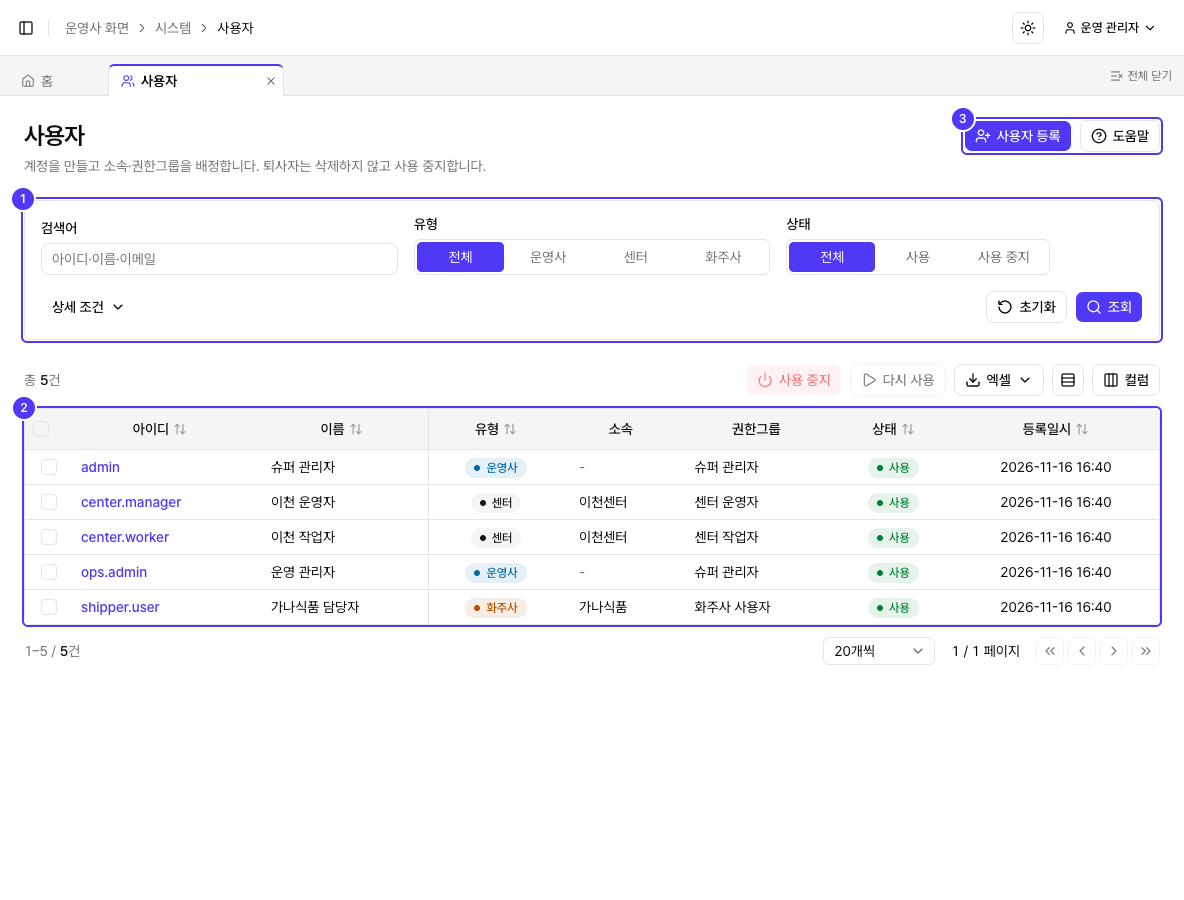 운영사 화면 > 시스템 > 사용자
운영 관리자
홈
사용자
전체 닫기
사용자
3
사용자 등록
도움말
계정을 만들고 소속·권한그룹을 배정합니다. 퇴사자는 삭제하지 않고 사용 중지합니다.
1
검색어
유형
상태
아이디·이름·이메일
전체 운영사 센터 화주사
전체 사용 사용 중지
상세 조건
초기화
조회
총 5건
사용 중지
다시 사용
엑셀
컬럼
2
아이디 이름 유형 소속 권한그룹 상태 등록일시
admin 슈퍼 관리자 운영사 - 슈퍼 관리자 사용 2026-11-16 16:40
center.manager 이천 운영자 센터 이천센터 센터 운영자 사용 2026-11-16 16:40
center.worker 이천 작업자 센터 이천센터 센터 작업자 사용 2026-11-16 16:40
ops.admin 운영 관리자 운영사 - 슈퍼 관리자 사용 2026-11-16 16:40
shipper.user 가나식품 담당자 화주사 가나식품 화주사 사용자 사용 2026-11-16 16:40
1–5 / 5건
20개씩
1 / 1 페이지